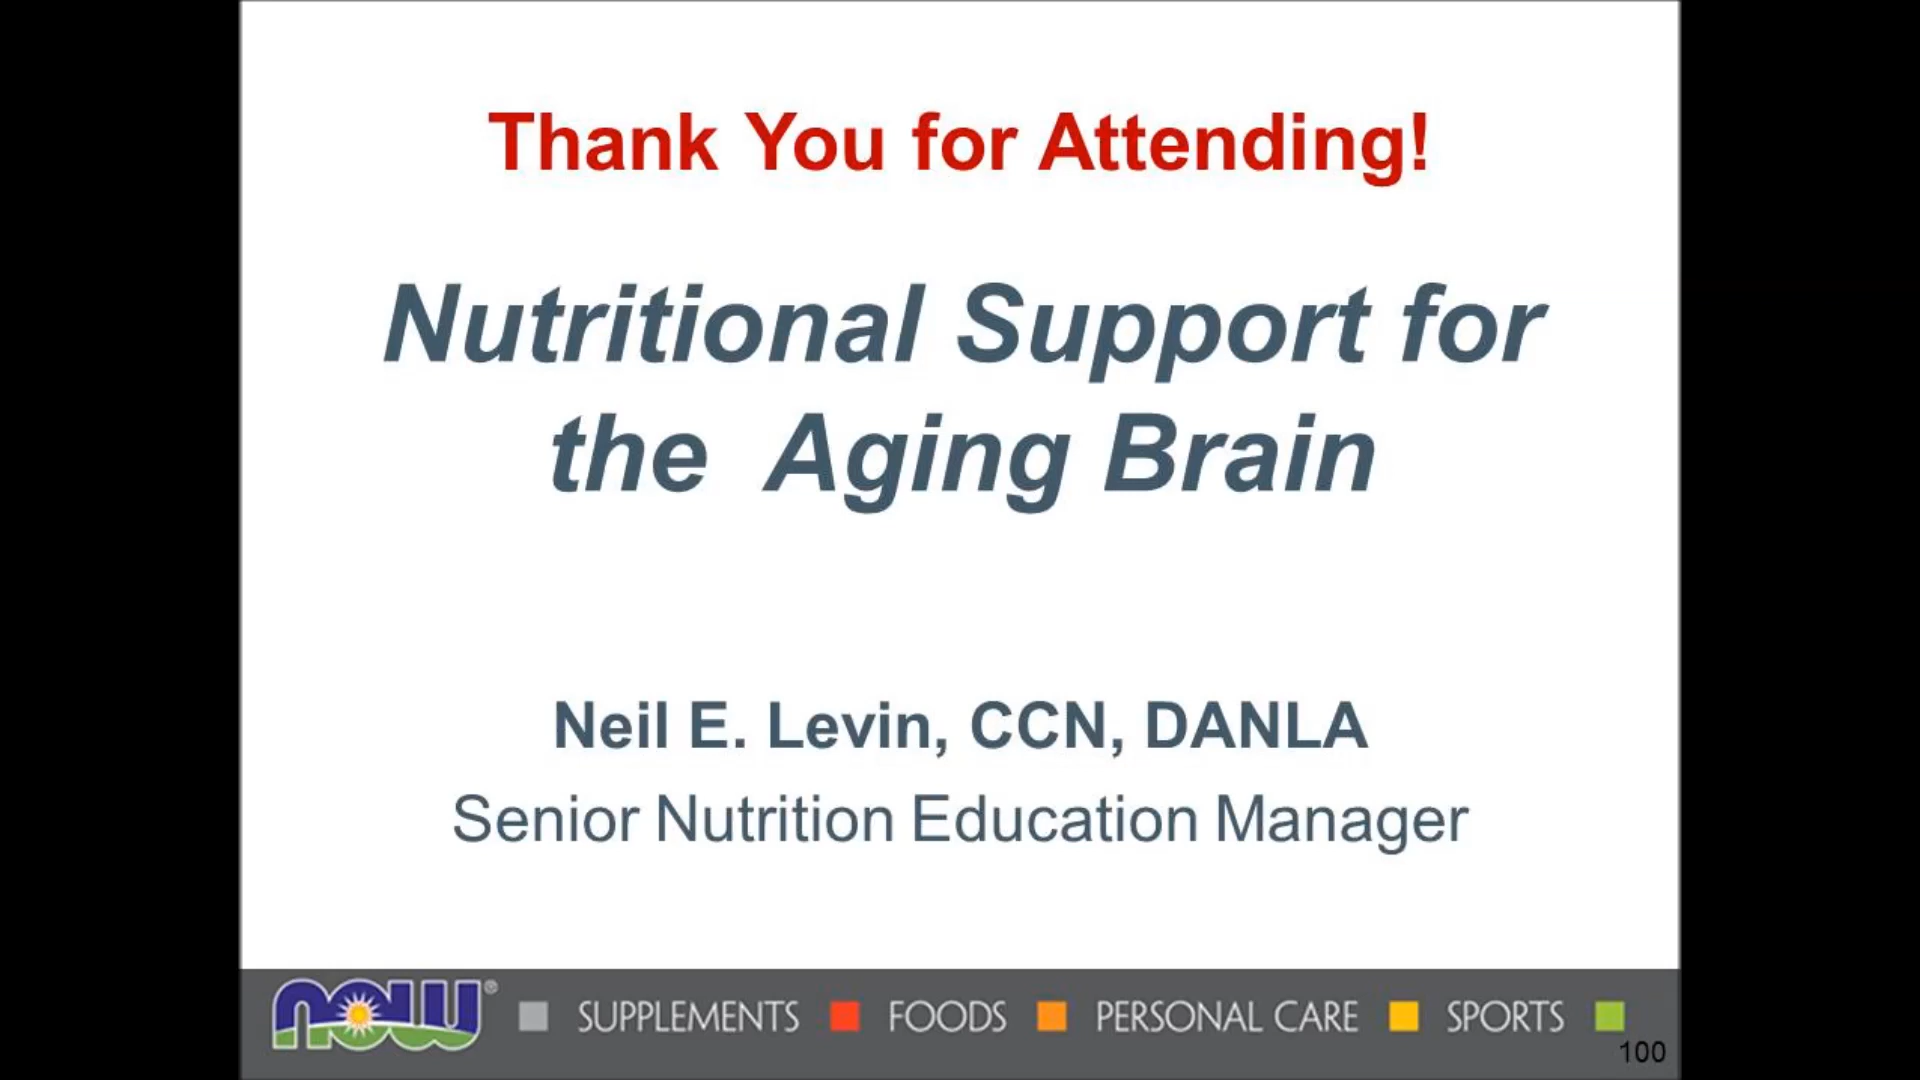 Thank You for Attending!
Nutritional Support for
the Aging Brain
Neil E. Levin, CCN, DANLA
Senior Nutrition Education Manager
now® SUPPLEMENTS FOODS PERSONAL CARE SPORTS
100